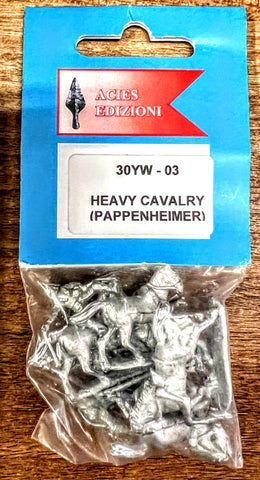 ACIES
EDIZIONI
30YW - 03
HEAVY CAVALRY
(PAPPENHEIMER)